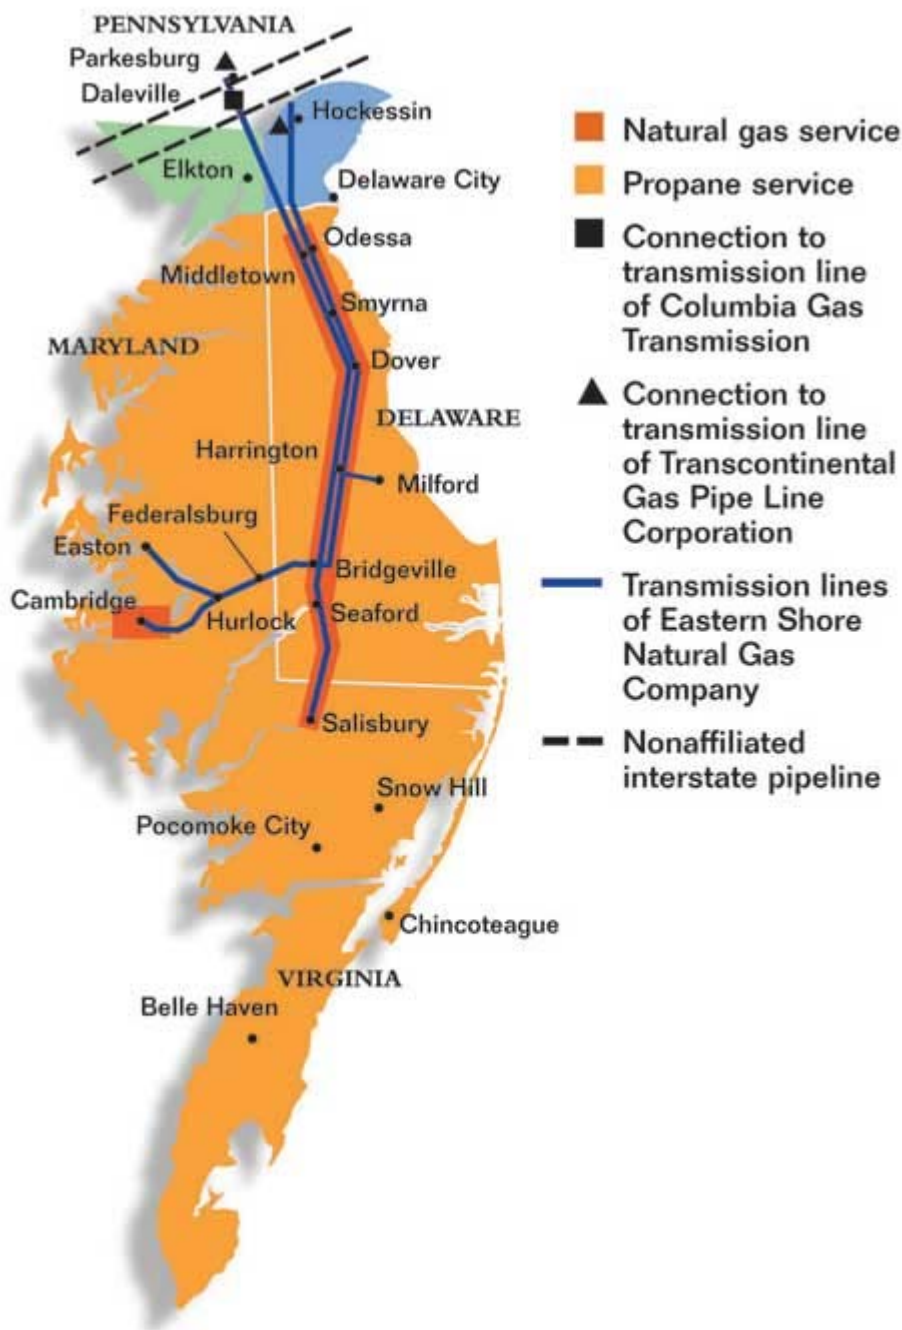 PENNSYLVANIA
Parkesburg
Daleville
Hockessin
Elkton
Delaware City
Odessa
Middletown
Smyrna
MARYLAND
Dover
DELAWARE
Harrington
Milford
Federalsburg
Easton
Bridgeville
Cambridge
Hurlock
Seaford
Salisbury
Snow Hill
Pocomoke City
Chincoteague
VIRGINIA
Belle Haven
Natural gas service
Propane service
Connection to
transmission line
of Columbia Gas
Transmission
Connection to
transmission line
of Transcontinental
Gas Pipe Line
Corporation
Transmission lines
of Eastern Shore
Natural Gas
Company
Nonaffiliated
interstate pipeline